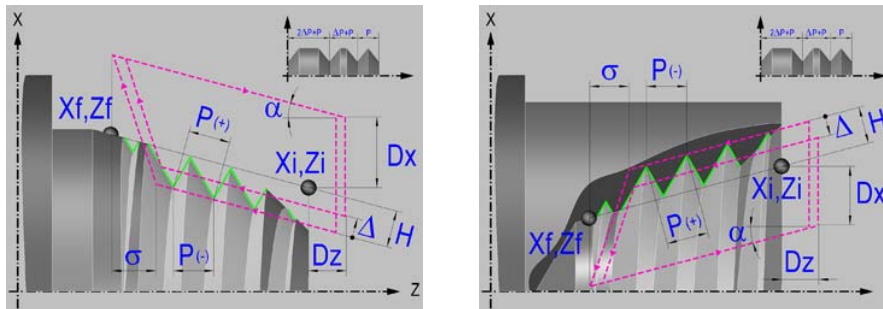 X
2ΔP+P ΔP+P P
Xf,Zf
α
P(+)
Dx
Xi,Zi
Δ
H
σ
P(-)
Dz
Z
X
2ΔP+P ΔP+P P
σ
P(-)
Δ
H
Xi,Zi
Dx
Xf,Zf
P(+)
α
Dz
Z